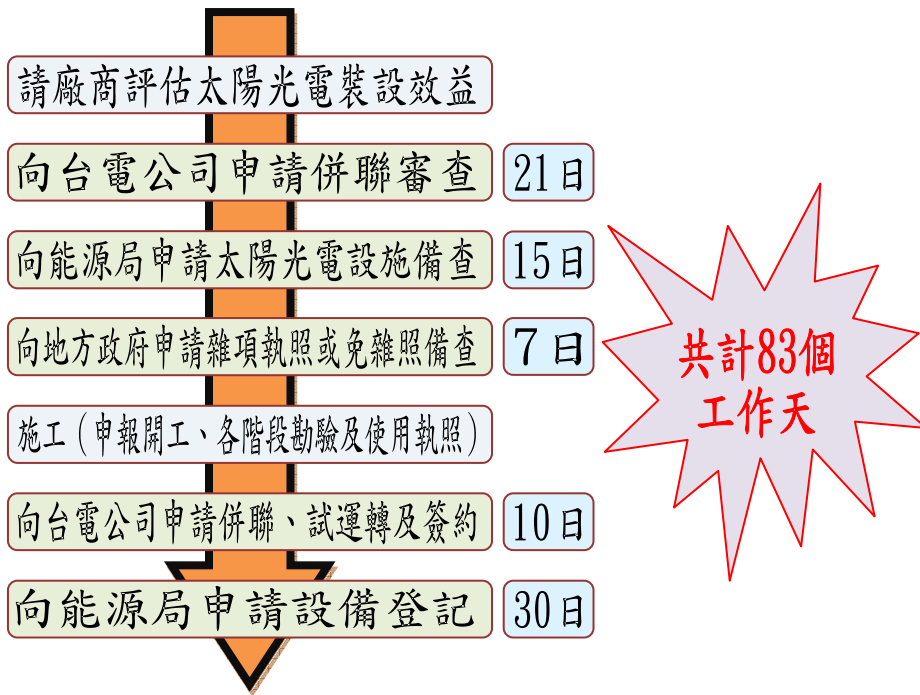 請廠商評估太陽光電裝設效益
向台電公司申請併聯審查
21日
向能源局申請太陽光電設施備查
15日
向地方政府申請雜項執照或免雜照備查
7日
施工（申報開工、各階段勘驗及使用執照）
向台電公司申請併聯、試運轉及簽約
10日
向能源局申請設備登記
30日
共計83個
工作天